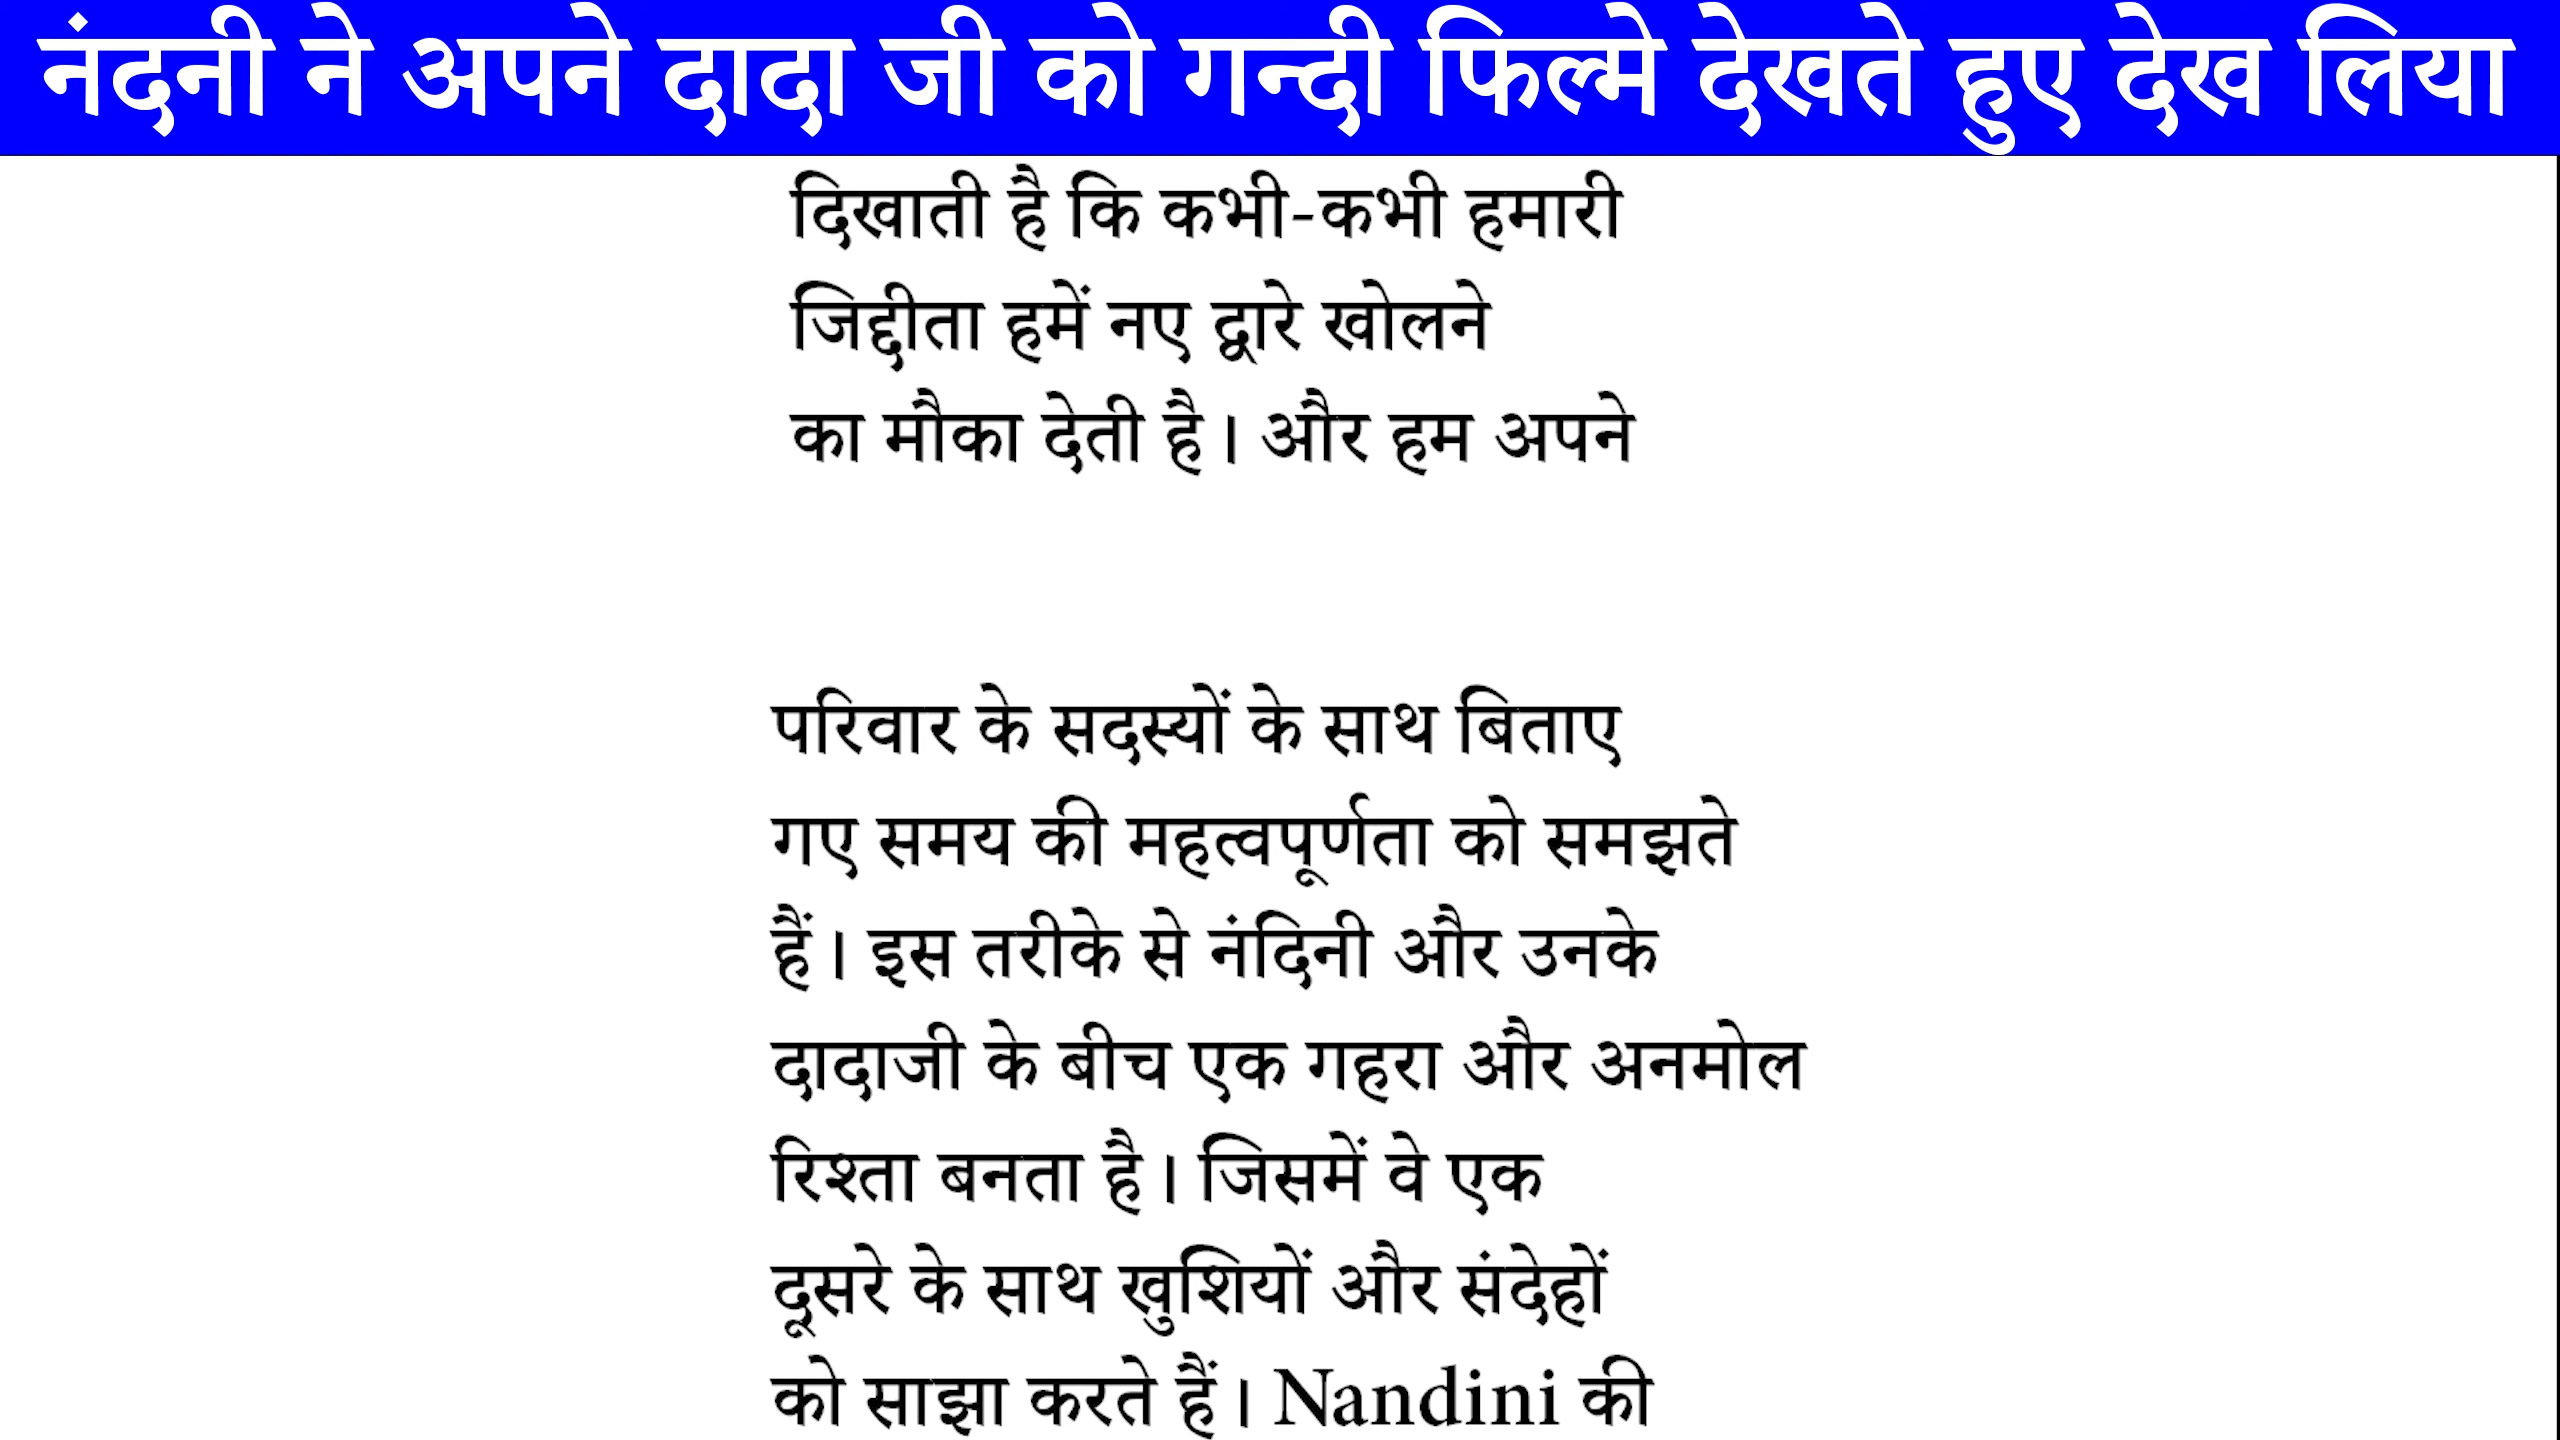 नंदनी ने अपने दादा जी को गन्दी फिल्मे देखते हुए देख लिया
दिखाती है कि कभी-कभी हमारी
जिद्दीता हमें नए द्वारे खोलने
का मौका देती है। और हम अपने
परिवार के सदस्यों के साथ बिताए
गए समय की महत्वपूर्णता को समझते
हैं। इस तरीके से नंदिनी और उनके
दादाजी के बीच एक गहरा और अनमोल
रिश्ता बनता है। जिसमें वे एक
दूसरे के साथ खुशियों और संदेहों
को साझा करते हैं। Nandini की